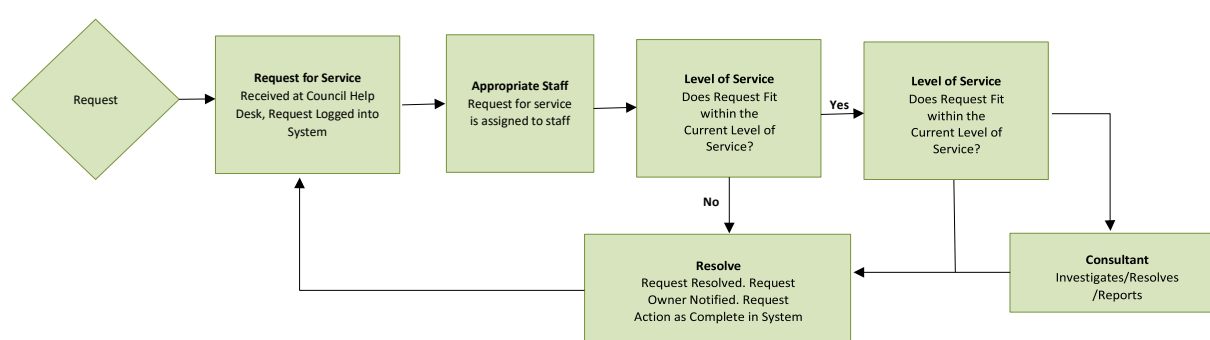 Request
Request for Service
Received at Council Help
Desk, Request Logged into
System
Appropriate Staff
Request for service
is assigned to staff
Level of Service
Does Request Fit
within the
Current Level of
Service?
Yes
Level of Service
Does Request Fit
within the
Current Level of
Service?
No
Resolve
Request Resolved. Request
Owner Notified. Request
Action as Complete in System
Consultant
Investigates/Resolves
/Reports